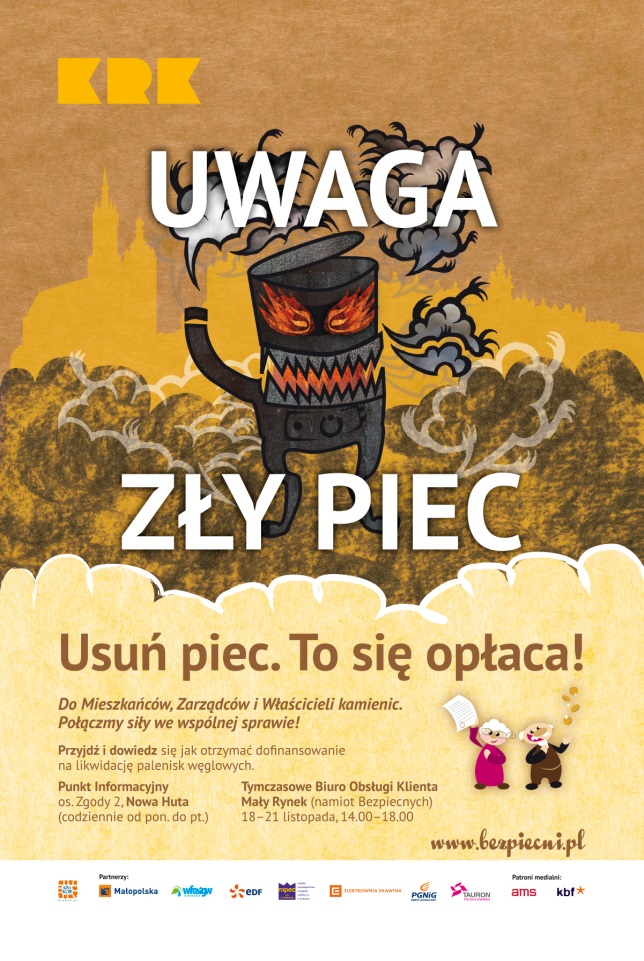 KRK
UWAGA
ZŁY PIEC
Usuń piec. To się opłaca!
Do Mieszkańców, Zarządców i Właścicieli kamienic.
Połączmy siły we wspólnej sprawie!
Przyjdź i dowiedz się jak otrzymać dofinansowanie
na likwidację palenisk węglowych.
Punkt Informacyjny
os. Zgody 2, Nowa Huta
(codziennie od pon. do pt.)
Tymczasowe Biuro Obsługi Klienta
Mały Rynek (namiot Bezpiecznych)
18–21 listopada, 14.00–18.00
www.bezpiecni.pl
Partnerzy:
Małopolska
wfośigw
eDF
mpec
ELEKTROWNIA SKAWINA
PGNiG
TAURON
Patroni medialni:
ams
kbf